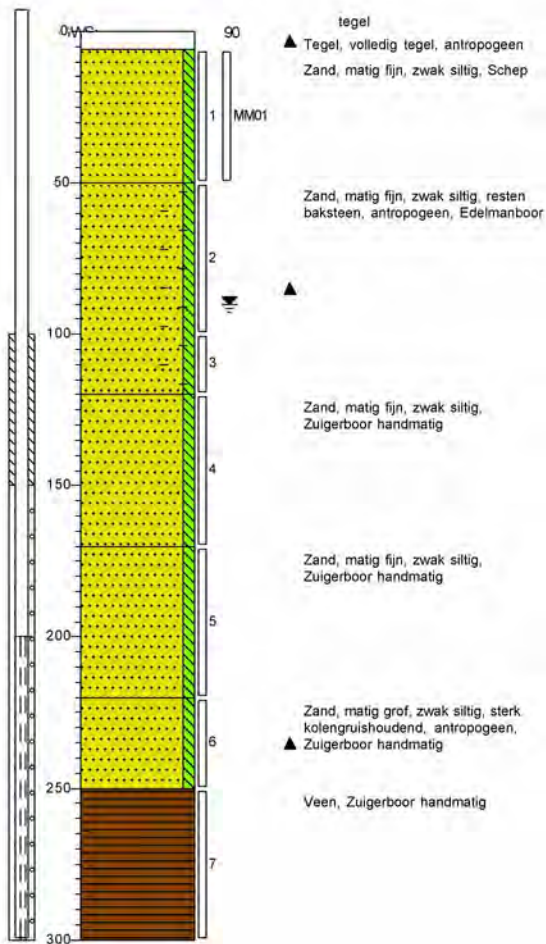 tegel
0
90
Tegel, volledig tegel, antropogeen
Zand, matig fijn, zwak siltig, Schep
1
MM01
50
Zand, matig fijn, zwak siltig, resten
baksteen, antropogeen, Edelmanboor
2
100
3
Zand, matig fijn, zwak siltig,
Zuigerboor handmatig
4
150
Zand, matig fijn, zwak siltig,
Zuigerboor handmatig
5
200
Zand, matig grof, zwak siltig, sterk
kolengruishoudend, antropogeen,
Zuigerboor handmatig
6
250
Veen, Zuigerboor handmatig
7
300